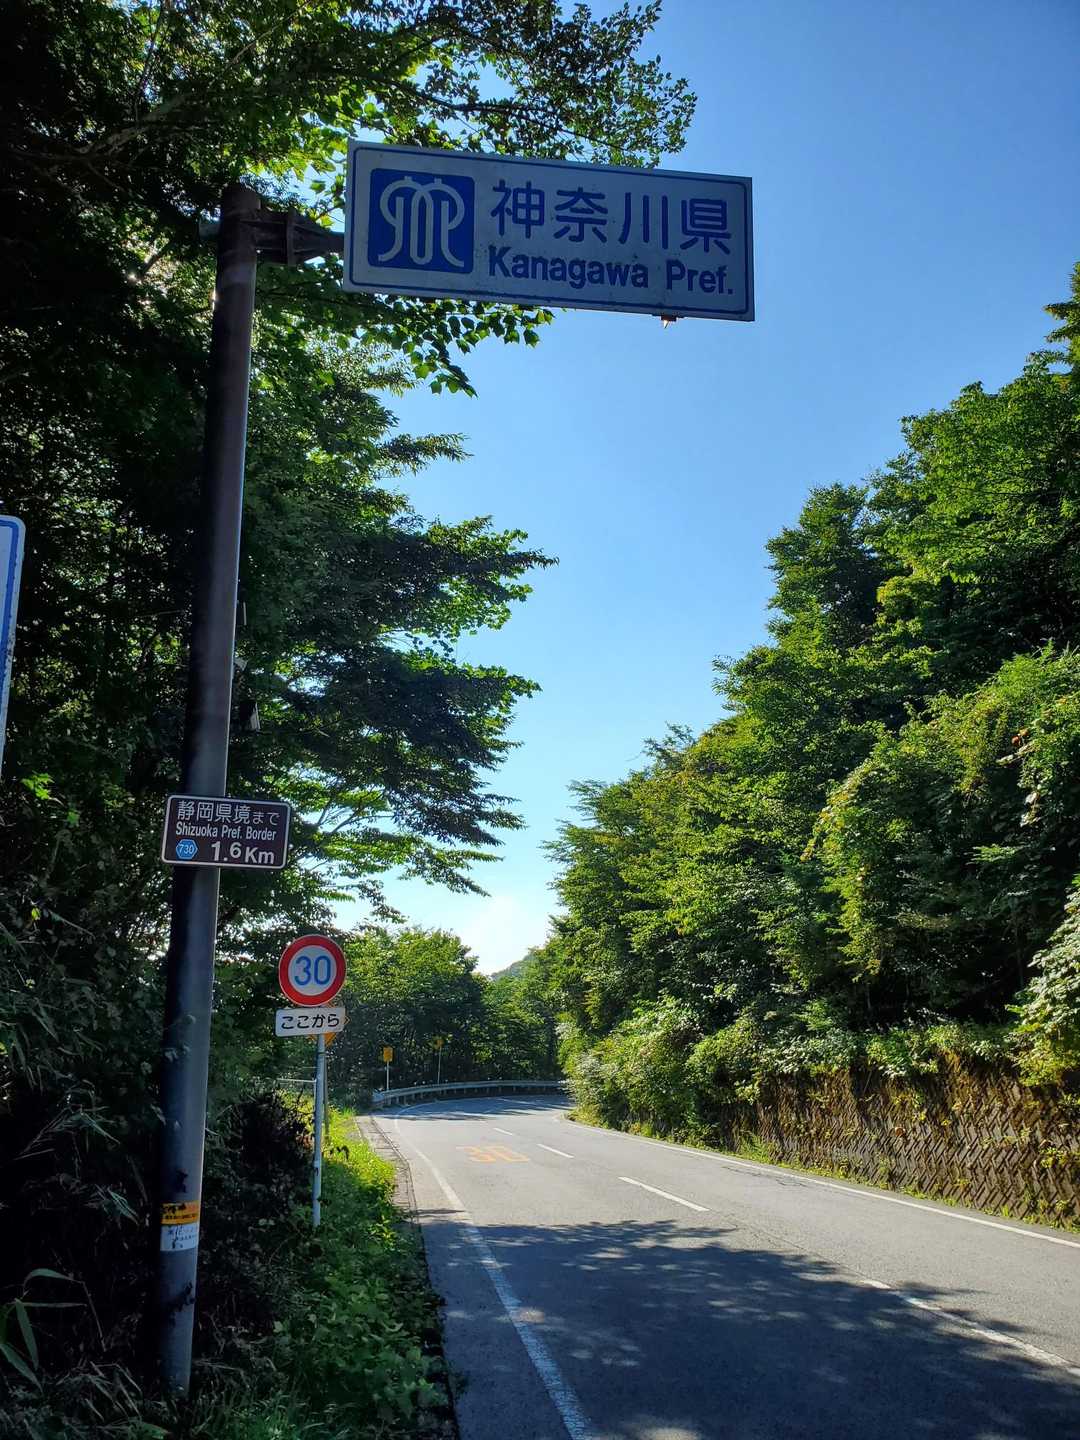 神奈川県
Kanagawa Pref.
静岡県境まで
Shizuoka Pref. Border
730 1.6Km
30
ここから
30